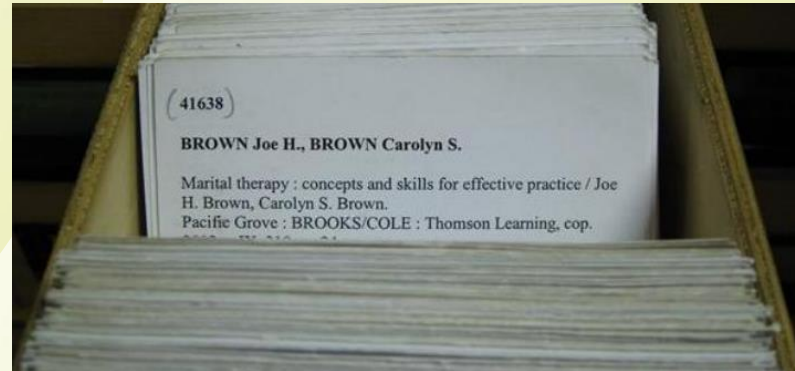 (41638)
BROWN Joe H., BROWN Carolyn S.
Marital therapy : concepts and skills for effective practice / Joe
H. Brown, Carolyn S. Brown.
Pacific Grove : BROOKS/COLE : Thomson Learning, cop.